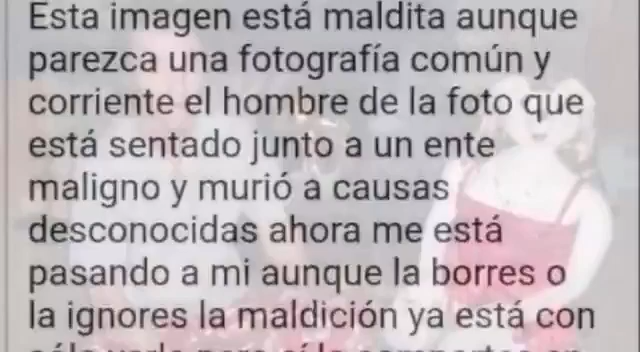 Esta imagen está maldita aunque
parezca una fotografía común y
corriente el hombre de la foto que
está sentado junto a un ente
maligno y murió a causas
desconocidas ahora me está
pasando a mi aunque la borres o
la ignores la maldición ya está con